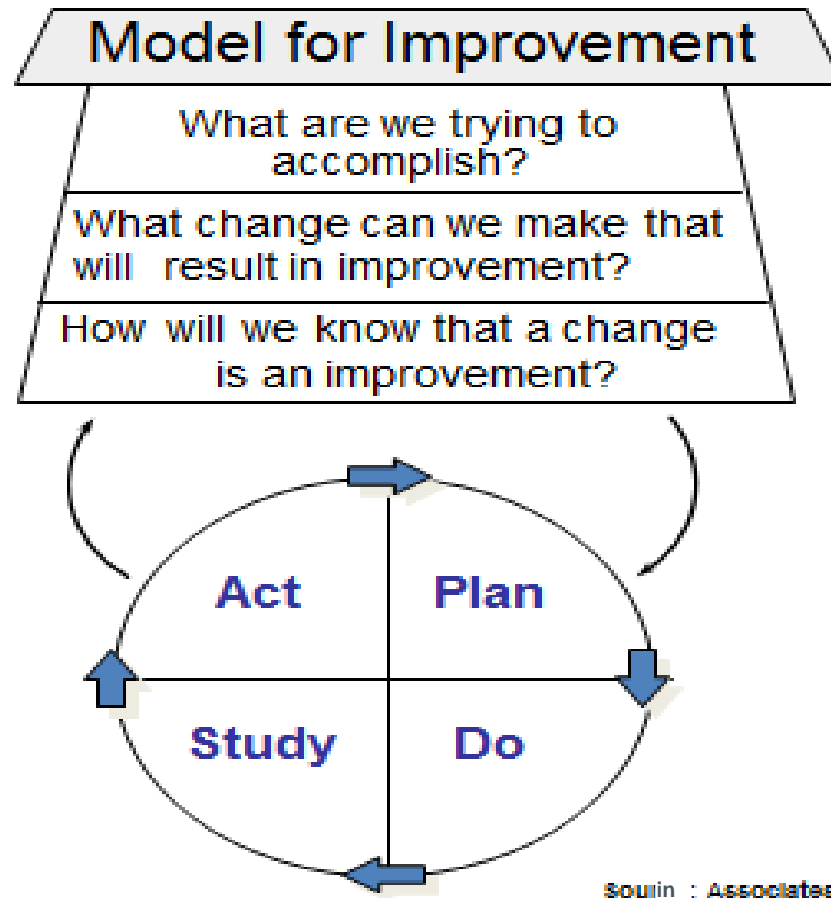 Model for Improvement
What are we trying to
accomplish?
What change can we make that
will result in improvement?
How will we know that a change
is an improvement?
Act Plan
Study Do
: Associates